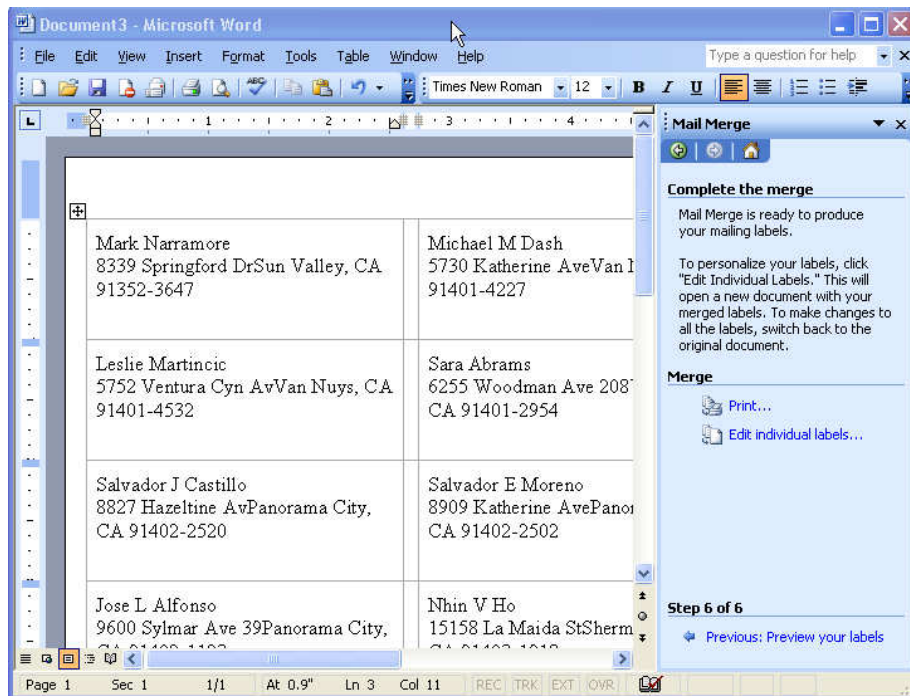 Document3 - Microsoft Word
File Edit View Insert Format Tools Table Window Help Type a question for help
Times New Roman 12 B I U
1 2 3 4
Mail Merge
Complete the merge
Mail Merge is ready to produce
your mailing labels.
To personalize your labels, click
"Edit Individual Labels." This will
open a new document with your
merged labels. To make changes to
all the labels, switch back to the
original document.
Merge
Print...
Edit individual labels...
Step 6 of 6
Previous: Preview your labels
Mark Narramore
8339 Springford DrSun Valley, CA
91352-3647
Michael M Dash
5730 Katherine AveVan
91401-4227
Leslie Martincic
5752 Ventura Cyn AvVan Nuys, CA
91401-4532
Sara Abrams
6255 Woodman Ave 208
CA 91401-2954
Salvador J Castillo
8827 Hazeltine AvPanorama City,
CA 91402-2520
Salvador E Moreno
8909 Katherine AvePano
CA 91402-2502
Jose L Alfonso
9600 Sylmar Ave 39Panorama City,
Nhin V Ho
15158 La Maida StSherm
Page 1 Sec 1 1/1 At 0.9" Ln 3 Col 11 REC TRK EXT OVR